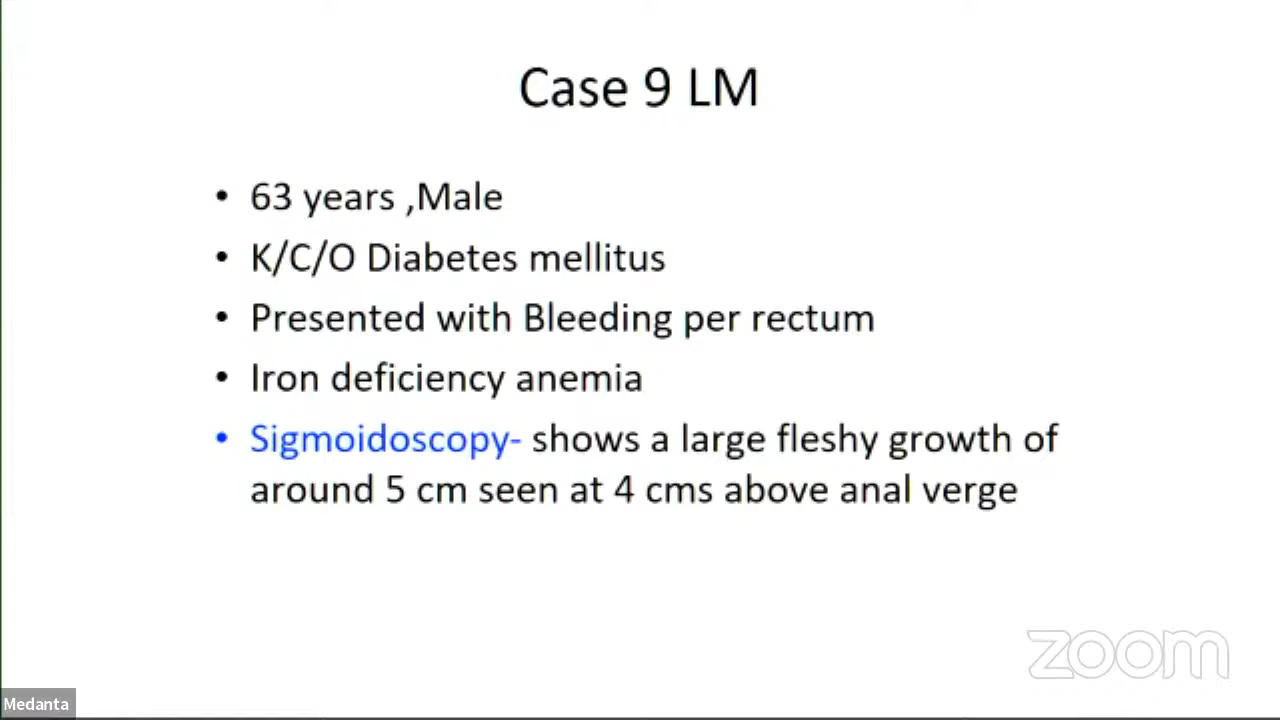 Case 9 LM
• 63 years ,Male
• K/C/O Diabetes mellitus
• Presented with Bleeding per rectum
• Iron deficiency anemia
• Sigmoidoscopy- shows a large fleshy growth of
around 5 cm seen at 4 cms above anal verge
zoom
Medanta